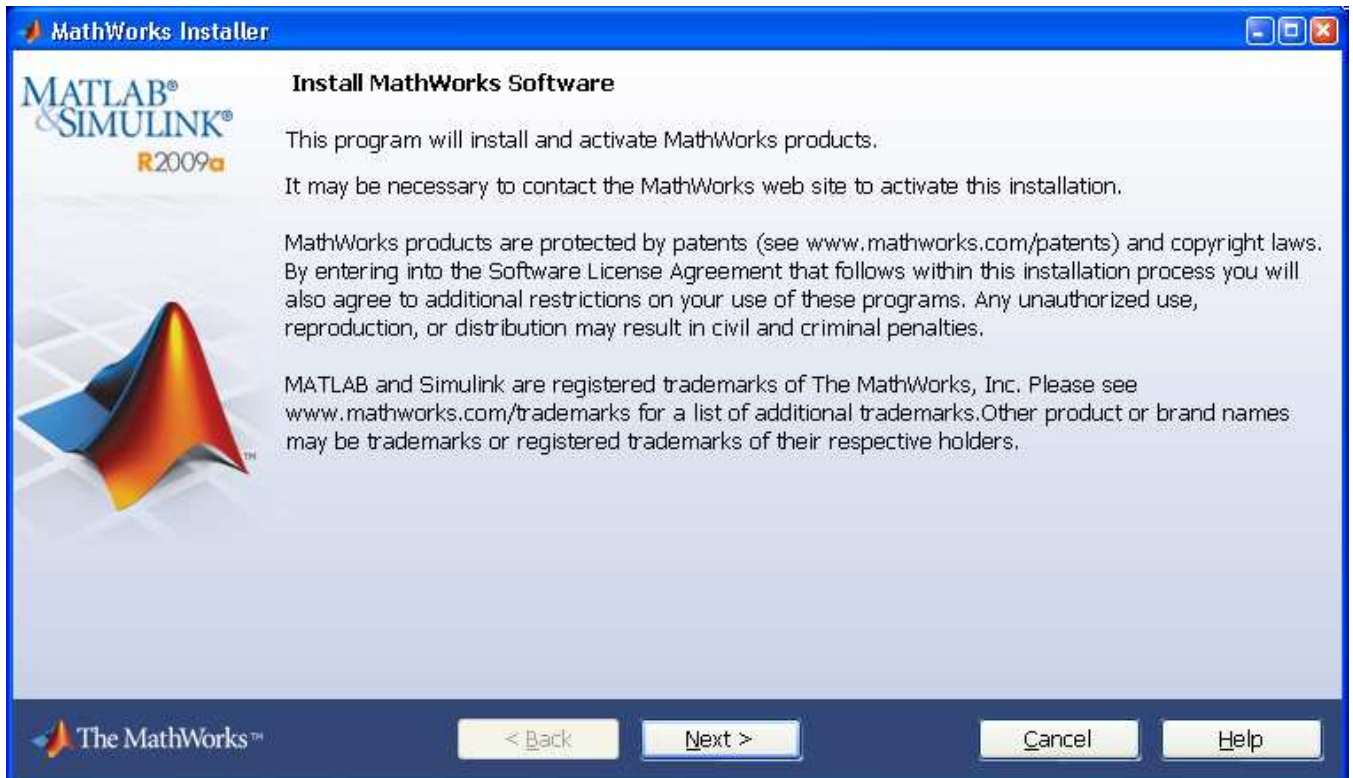 MathWorks Installer
MATLAB®
&SIMULINK®
R2009a
Install MathWorks Software
This program will install and activate MathWorks products.
It may be necessary to contact the MathWorks web site to activate this installation.
MathWorks products are protected by patents (see www.mathworks.com/patents) and copyright laws.
By entering into the Software License Agreement that follows within this installation process you will
also agree to additional restrictions on your use of these programs. Any unauthorized use,
reproduction, or distribution may result in civil and criminal penalties.
MATLAB and Simulink are registered trademarks of The MathWorks, Inc. Please see
www.mathworks.com/trademarks for a list of additional trademarks.Other product or brand names
may be trademarks or registered trademarks of their respective holders.
TM
The MathWorks™
< Back
Next >
Cancel
Help